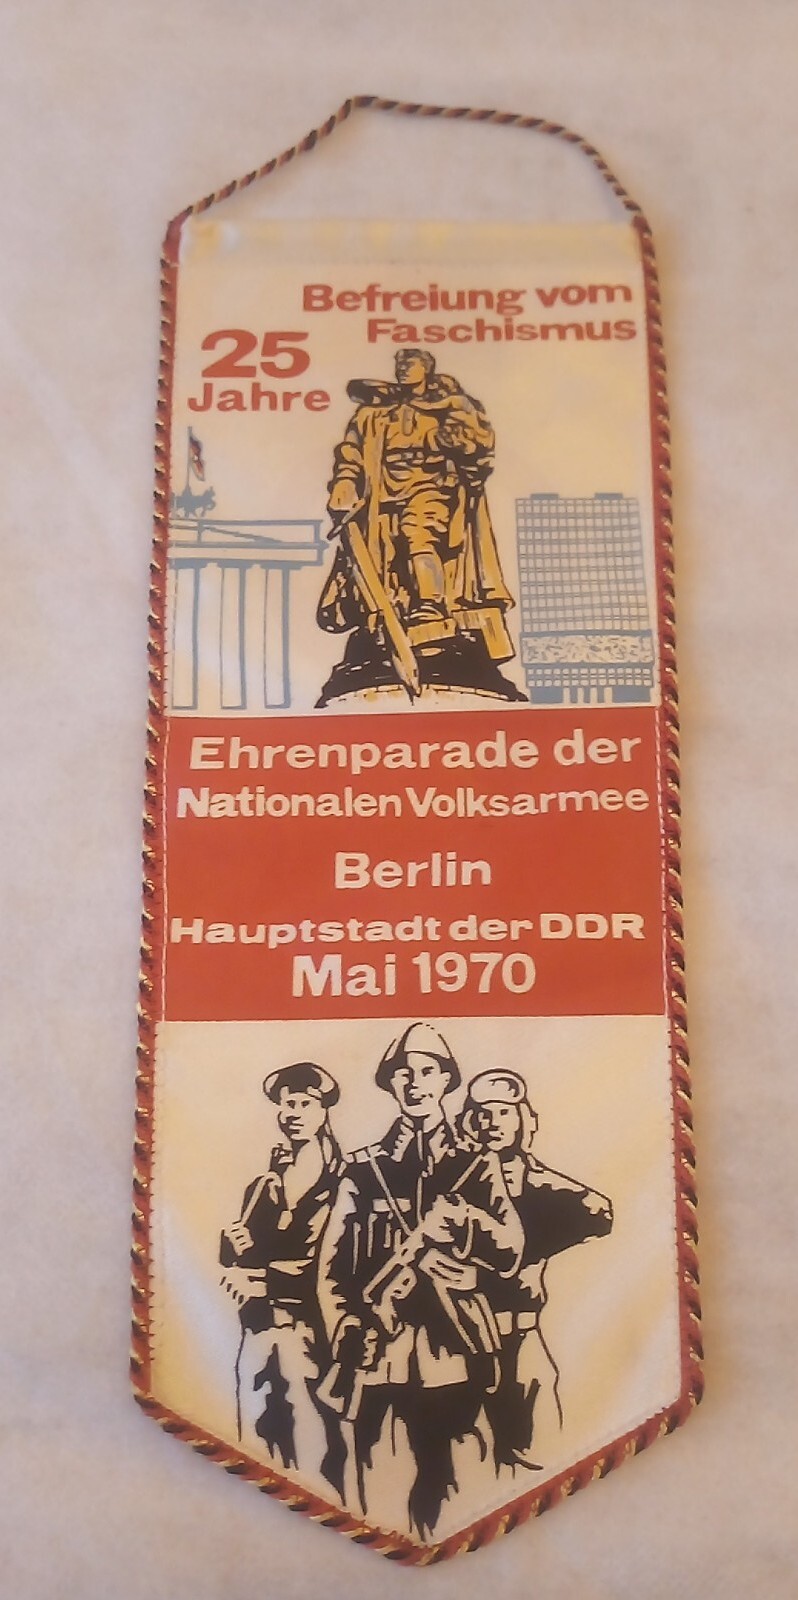 Befreiung vom
Faschismus
25
Jahre
Ehrenparade der
Nationalen Volksarmee
Berlin
Hauptstadt der DDR
Mai 1970